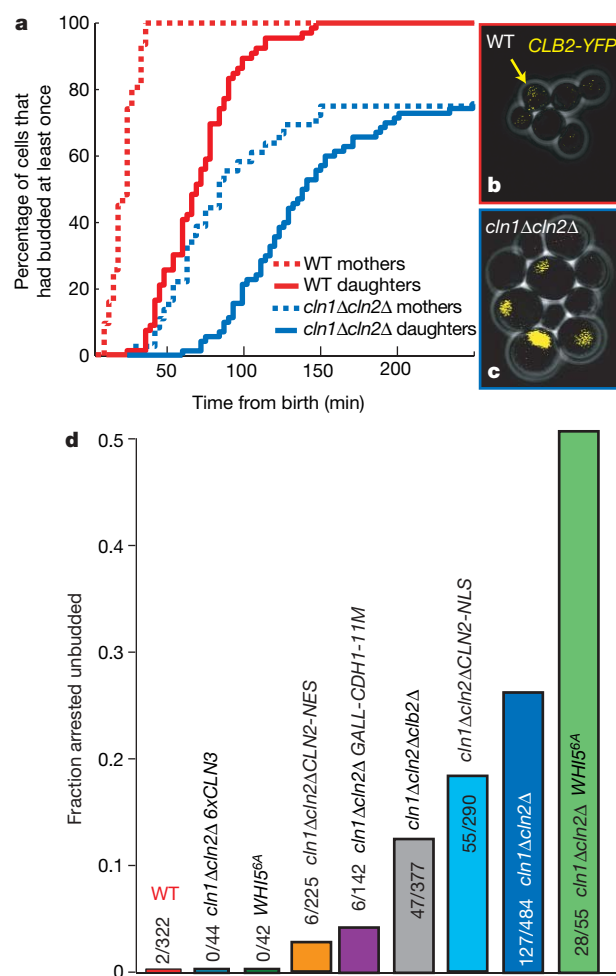 a
100
80
60
40
20
0
Percentage of cells that
had budded at least once
WT mothers
WT daughters
cln1Δcln2Δ mothers
cln1Δcln2Δ daughters
50
100
150
200
Time from birth (min)
WT CLB2-YFP
b
cln1Δcln2Δ
c
d
0.5
0.4
0.3
0.2
0.1
0
Fraction arrested unbudded
WT
2/322
0/44 cln1Δcln2Δ 6xCLN3
0/42 WHI5⁶ᴬ
6/225 cln1Δcln2ΔCLN2-NES
6/142 cln1Δcln2Δ GALL-CDH1-11M
47/377 cln1Δcln2Δclb2Δ
55/290 cln1Δcln2ΔCLN2-NLS
127/484 cln1Δcln2Δ
28/55 cln1Δcln2Δ WHI5⁶ᴬ